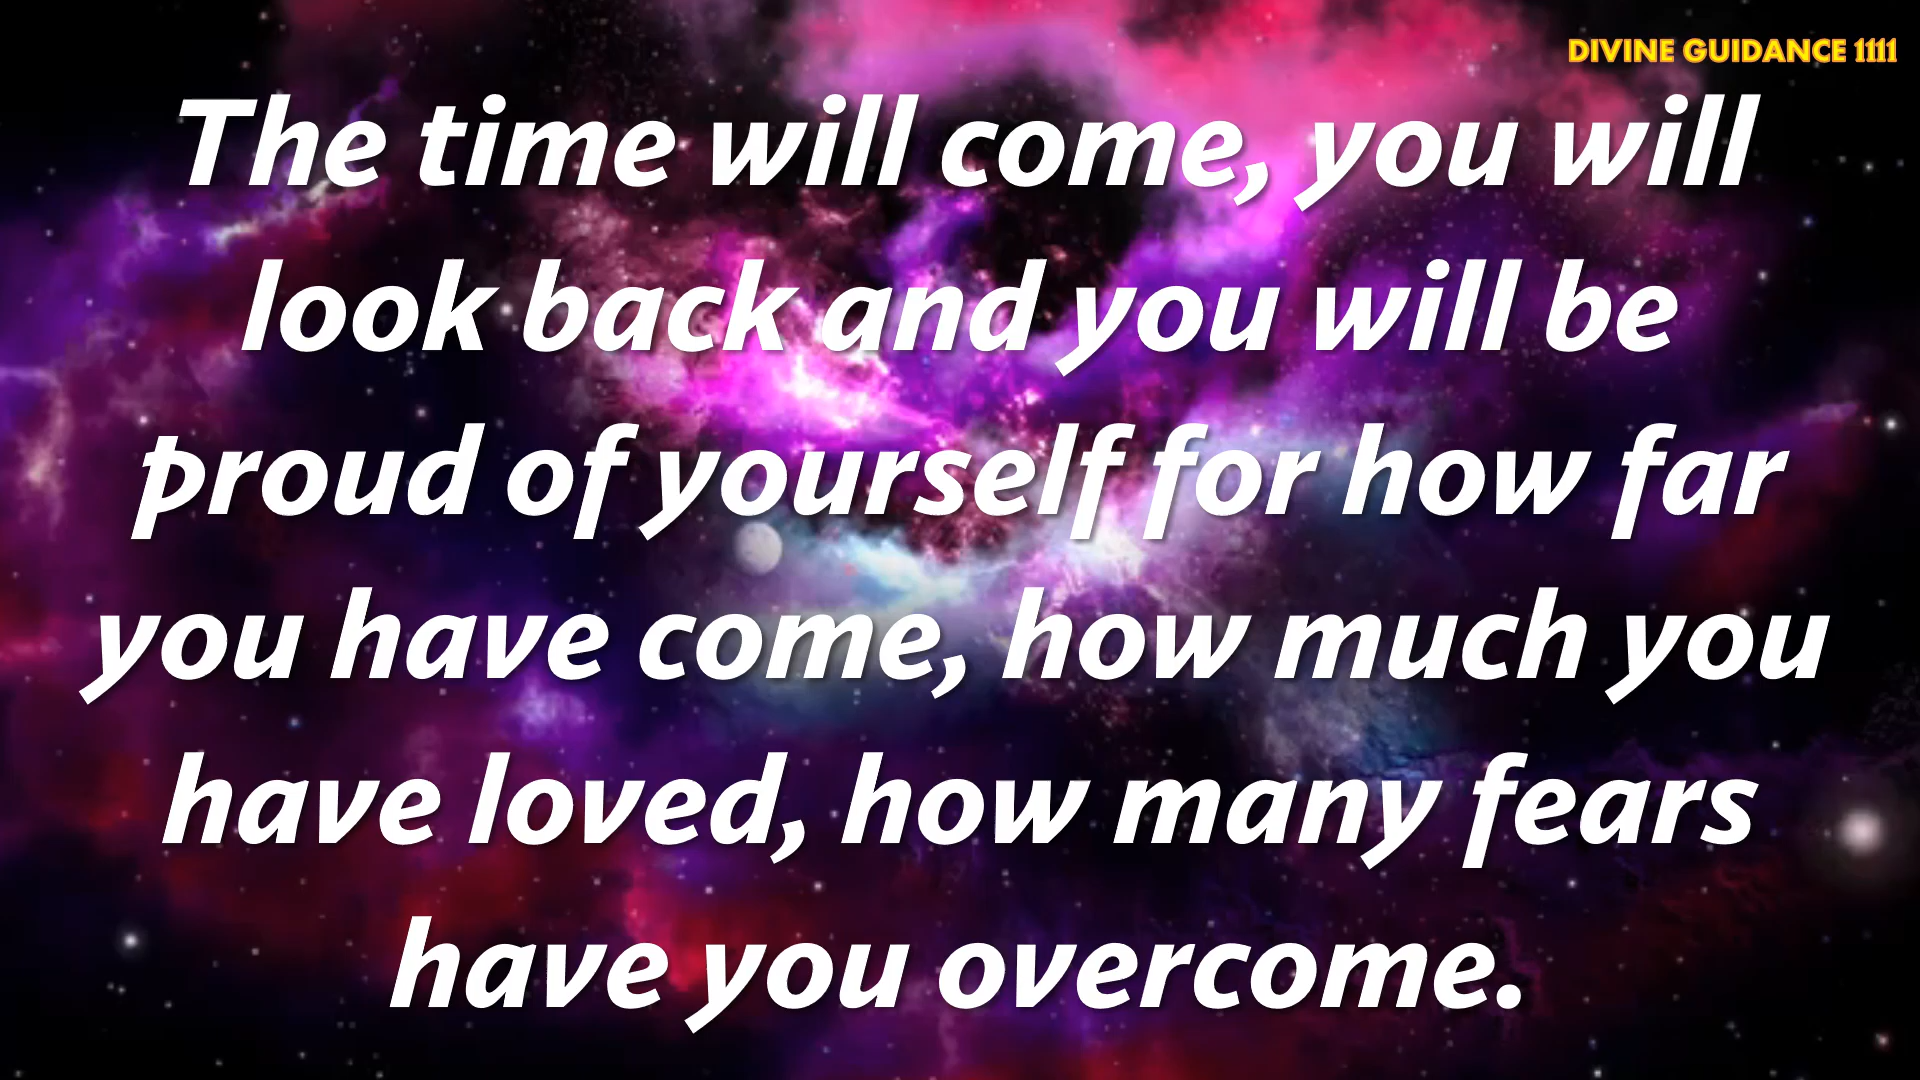 DIVINE GUIDANCE 1111
The time will come, you will
look back and you will be
proud of yourself for how far
you have come, how much you
have loved, how many fears
have you overcome.